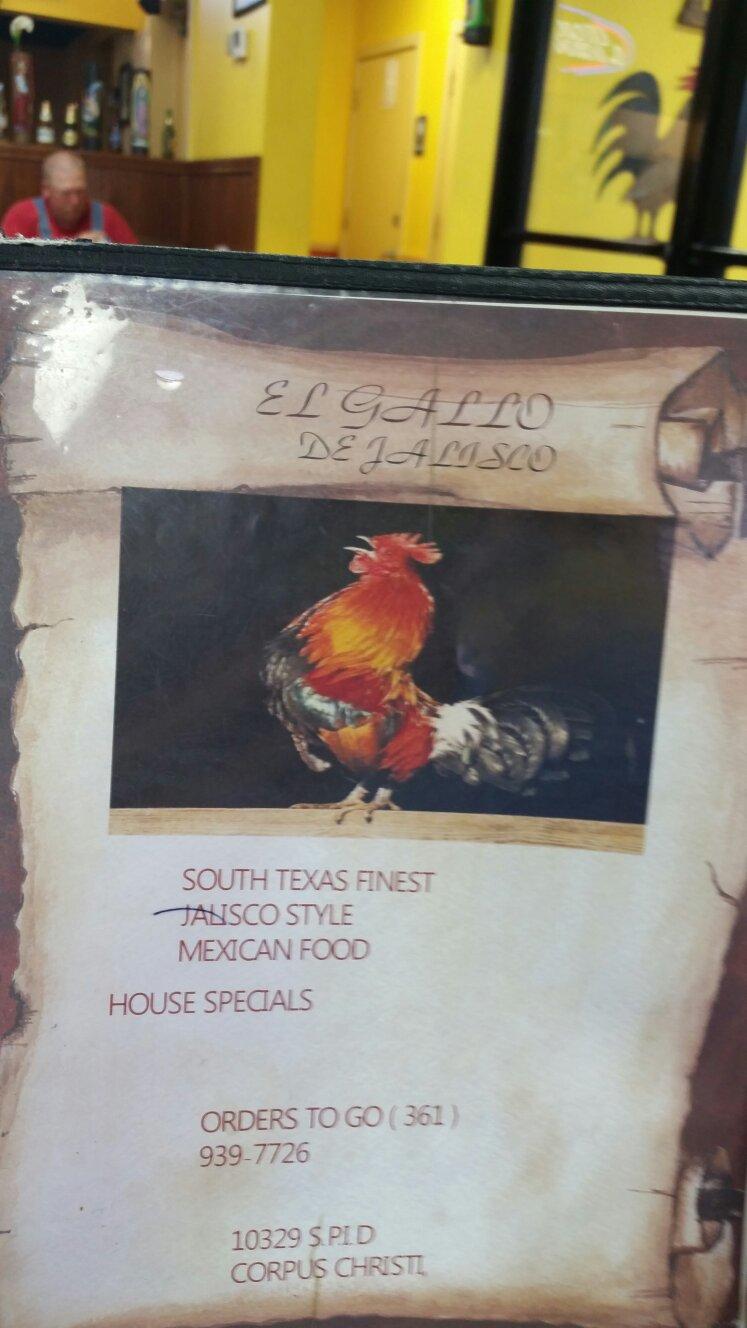 EL GALLO
DE JALISCO
SOUTH TEXAS FINEST
JALISCO STYLE
MEXICAN FOOD
HOUSE SPECIALS
ORDERS TO GO ( 361 )
939-7726
10329 S.P.I.D
CORPUS CHRISTI,